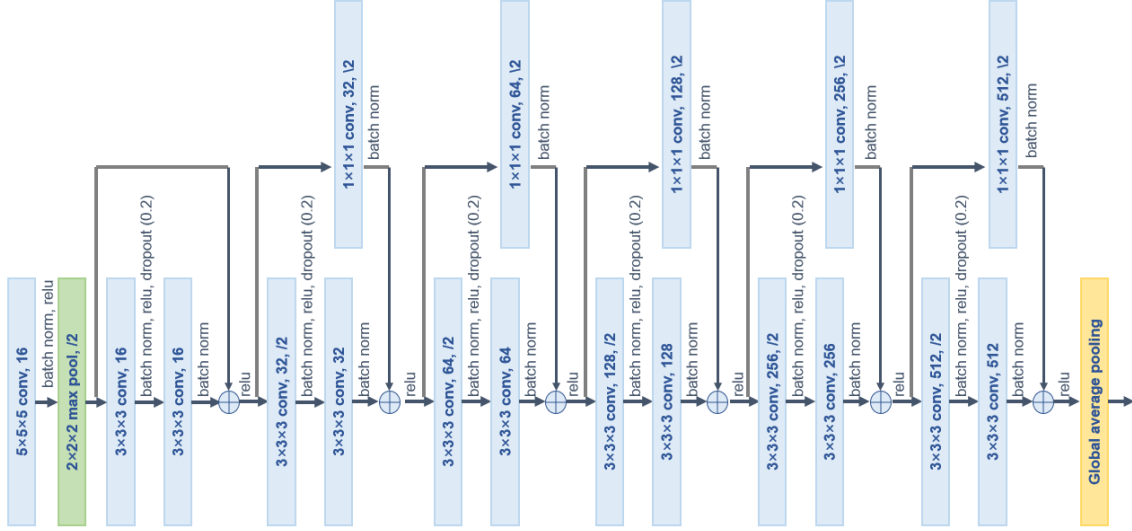 5×5×5 conv, 16
batch norm, relu
2×2×2 max pool, /2
3×3×3 conv, 16
batch norm, relu, dropout (0.2)
3×3×3 conv, 16
batch norm
relu
3×3×3 conv, 32, /2
batch norm, relu, dropout (0.2)
3×3×3 conv, 32
batch norm
1×1×1 conv, 32, \2
batch norm
relu
3×3×3 conv, 64, /2
batch norm, relu, dropout (0.2)
3×3×3 conv, 64
batch norm
1×1×1 conv, 64, \2
batch norm
relu
3×3×3 conv, 128, /2
batch norm, relu, dropout (0.2)
3×3×3 conv, 128
batch norm
1×1×1 conv, 128, \2
batch norm
relu
3×3×3 conv, 256, /2
batch norm, relu, dropout (0.2)
3×3×3 conv, 256
batch norm
1×1×1 conv, 256, \2
batch norm
relu
3×3×3 conv, 512, /2
batch norm, relu, dropout (0.2)
3×3×3 conv, 512
batch norm
1×1×1 conv, 512, \2
batch norm
relu
Global average pooling